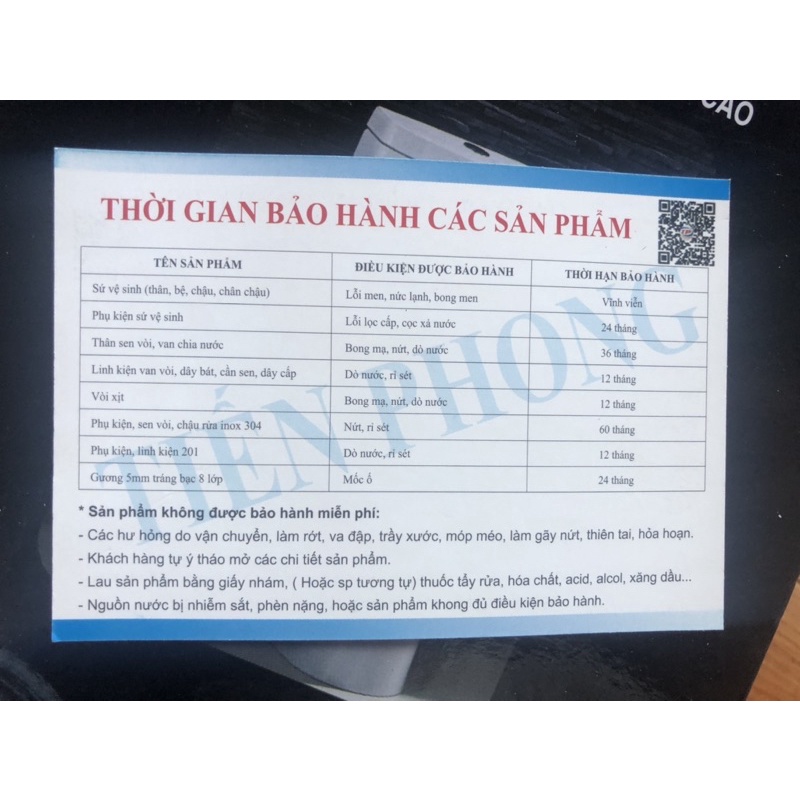 CAO
THỜI GIAN BẢO HÀNH CÁC SẢN PHẨM
TÊN SẢN PHẨM ĐIỀU KIỆN ĐƯỢC BẢO HÀNH THỜI HẠN BẢO HÀNH
Sứ vệ sinh (thân, bệ, chậu, chân chậu) Lỗi men, nứt lạnh, bong men Vĩnh viễn
Phụ kiện sứ vệ sinh Lỗi lọc cấp, cọc xả nước 24 tháng
Thân sen vòi, van chia nước Bong mạ, nứt, dò nước 36 tháng
Linh kiện van vòi, dây bát, cần sen, dây cấp Dò nước, rỉ sét 12 tháng
Vòi xịt Bong mạ, nứt, dò nước 12 tháng
Phụ kiện, sen vòi, chậu rửa inox 304 Nứt, rỉ sét 60 tháng
Phụ kiện, linh kiện 201 Dò nước, rỉ sét 12 tháng
Gương 5mm tráng bạc 8 lớp Mốc ố 24 tháng
TIẾN PHONG
* Sản phẩm không được bảo hành miễn phí:
- Các hư hỏng do vận chuyển, làm rớt, va đập, trầy xước, móp méo, làm gãy nứt, thiên tai, hỏa hoạn.
- Khách hàng tự ý tháo mở các chi tiết sản phẩm.
- Lau sản phẩm bằng giấy nhám, ( Hoặc sp tương tự) thuốc tẩy rửa, hóa chất, acid, alcol, xăng dầu...
- Nguồn nước bị nhiễm sắt, phèn nặng, hoặc sản phẩm khong đủ điều kiện bảo hành.